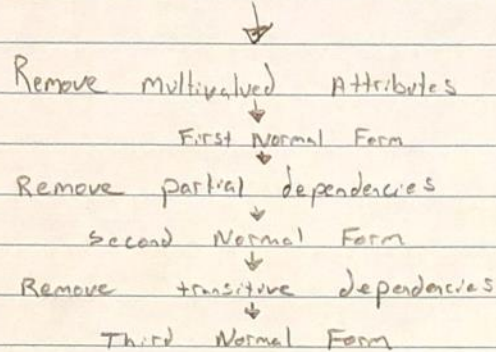 Remove Multivalued Attributes
First Normal Form
Remove partial dependencies
Second Normal Form
Remove transitive dependencies
Third Normal Form